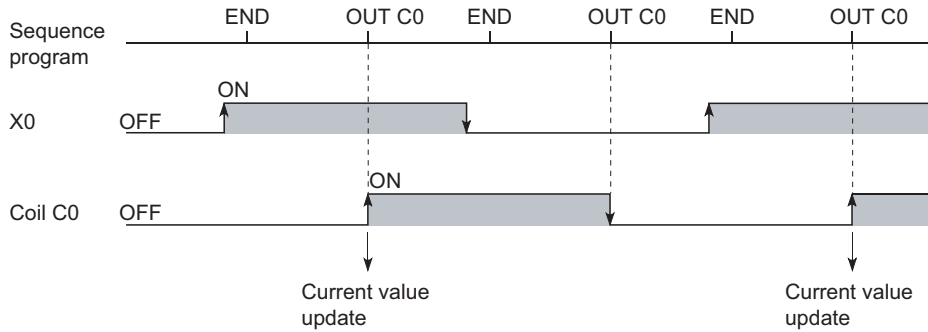 END OUT C0 END OUT C0 END OUT C0
Sequence
program
ON
X0 OFF
ON
Coil C0 OFF
Current value Current value
update update